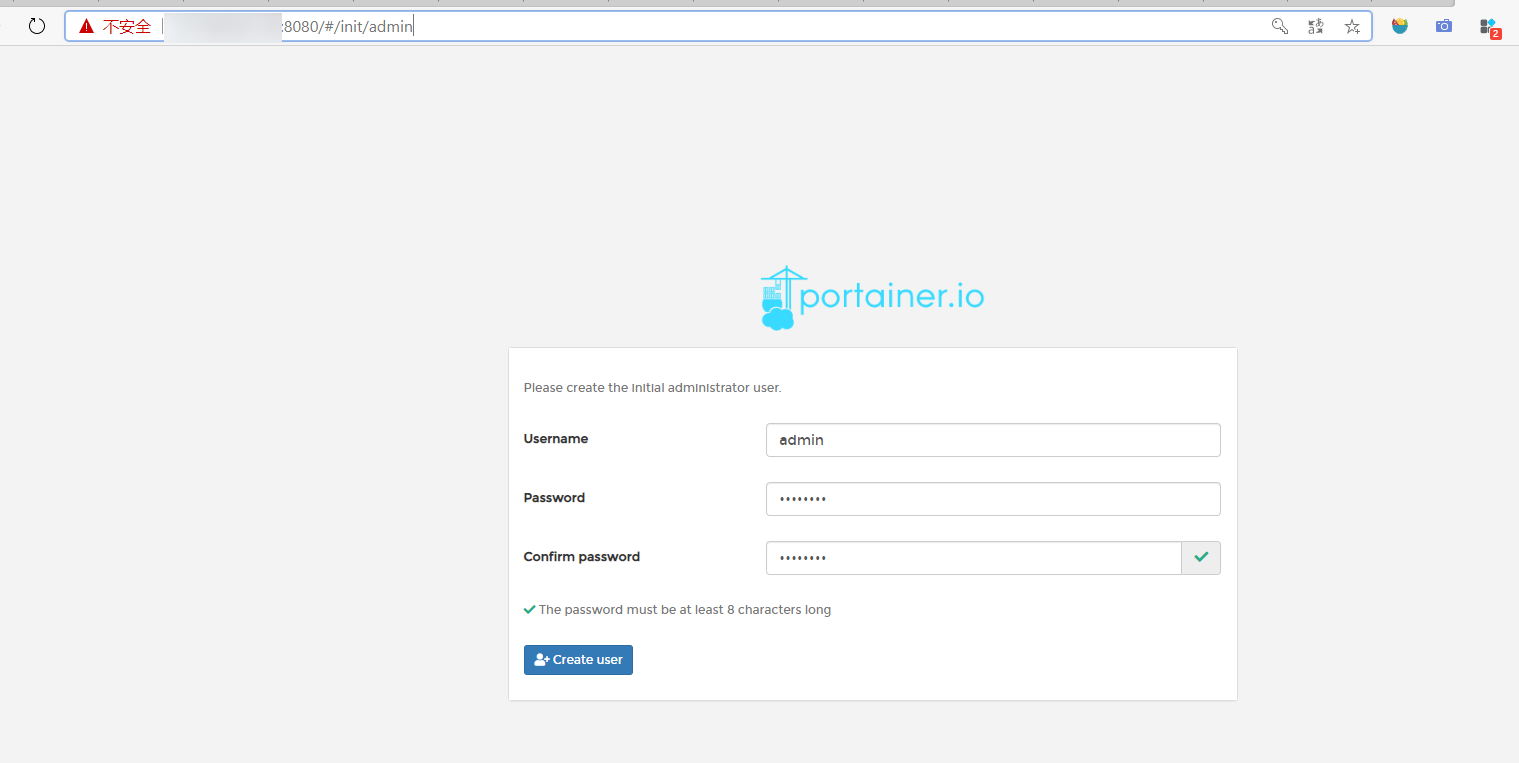 不安全 :8080/#/init/admin
2
portainer.io
Please create the initial administrator user.
Username admin
Password ••••••••
Confirm password ••••••••
The password must be at least 8 characters long
Create user